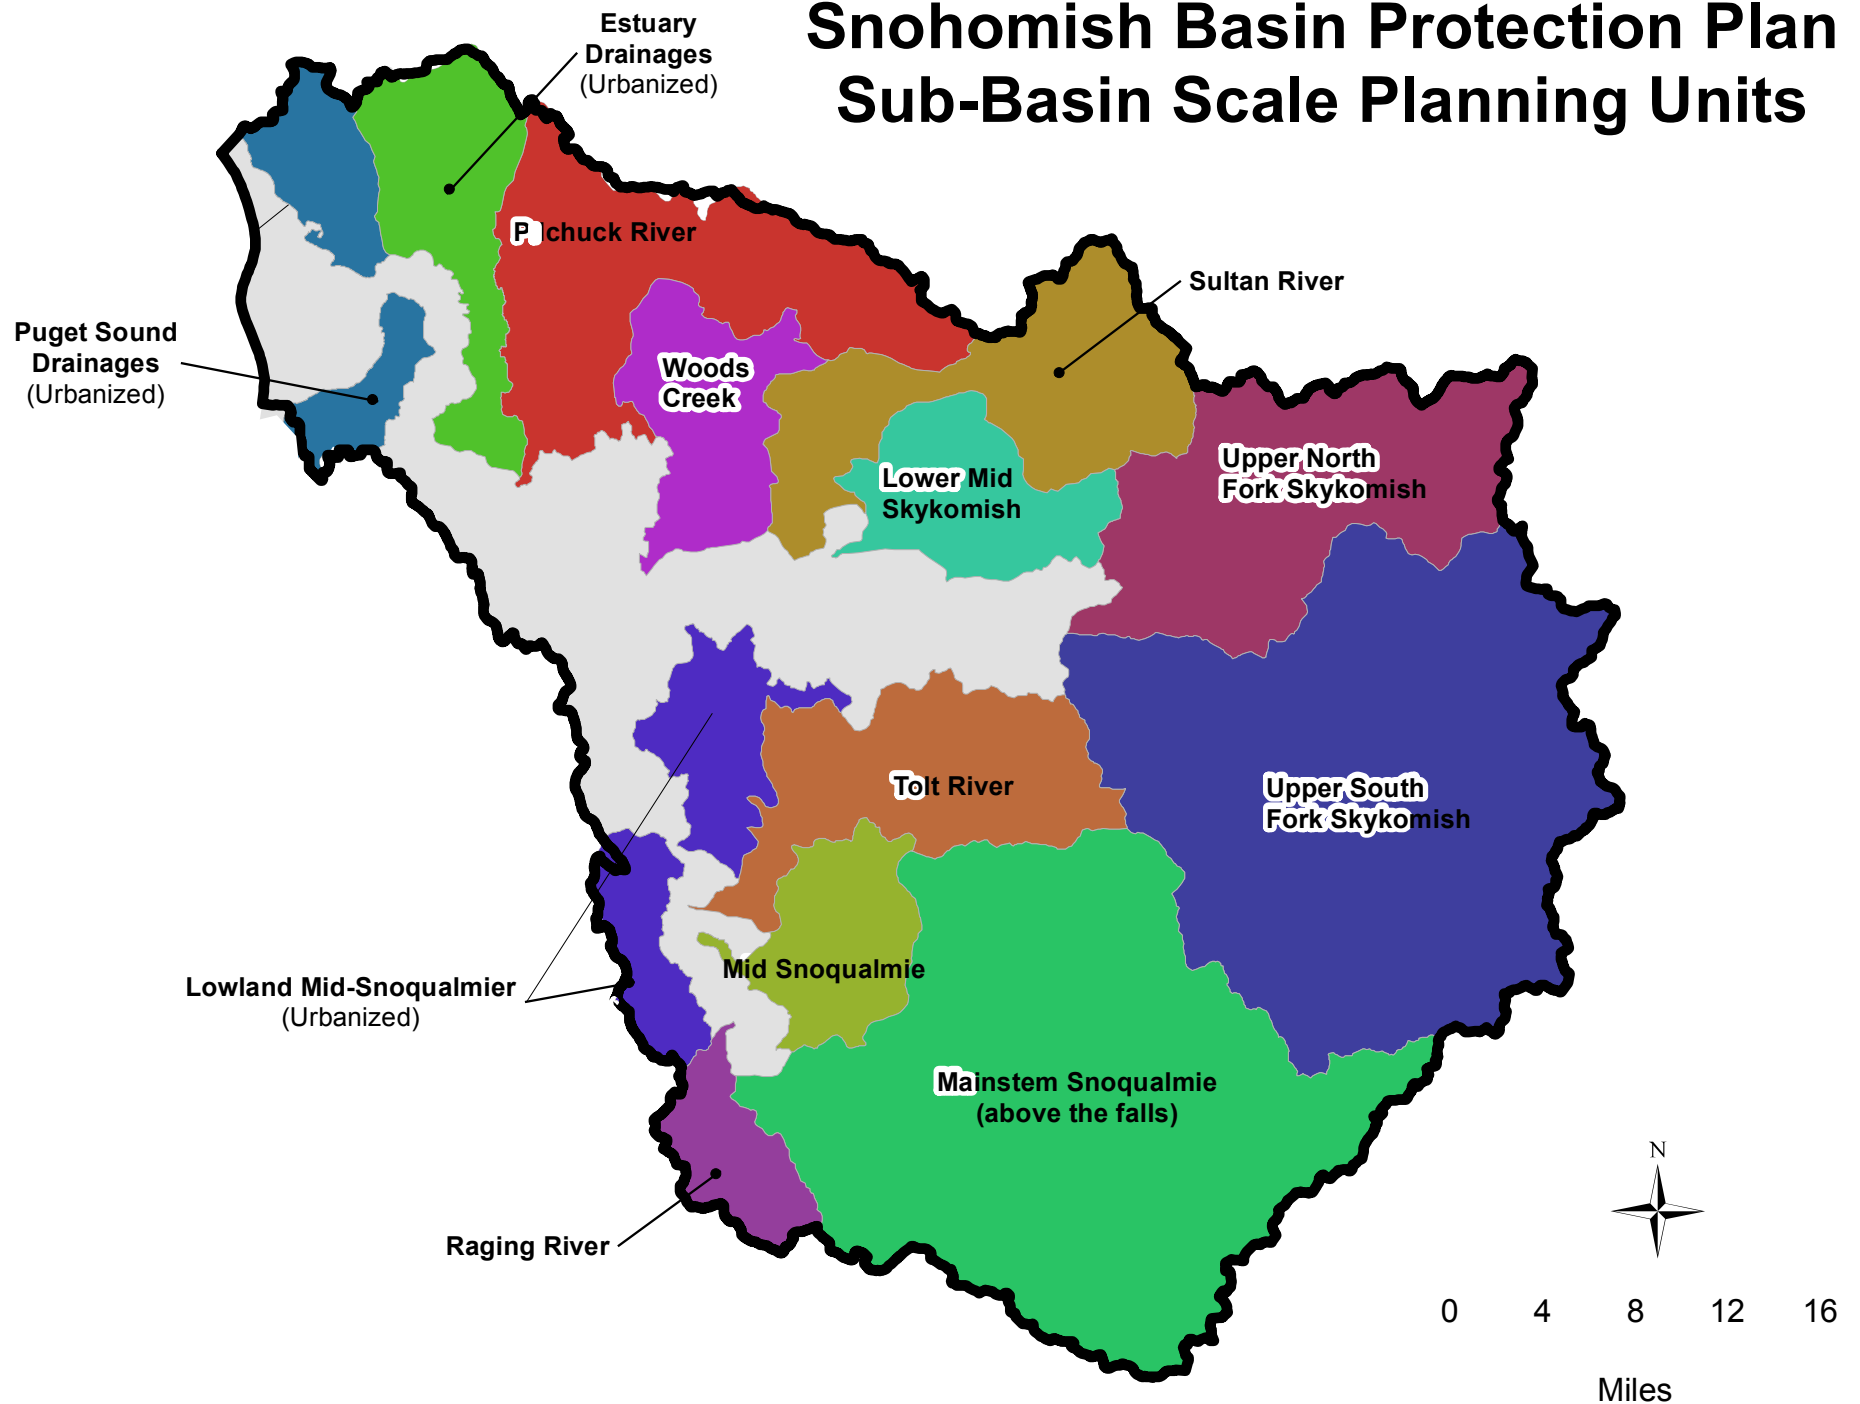 Snohomish Basin Protection Plan
Sub-Basin Scale Planning Units
Estuary
Drainages
(Urbanized)
Pilchuck River
Sultan River
Puget Sound
Drainages
(Urbanized)
Woods
Creek
Lower Mid
Skykomish
Upper North
Fork Skykomish
Tolt River
Upper South
Fork Skykomish
Mid Snoqualmie
Lowland Mid-Snoqualmier
(Urbanized)
Mainstem Snoqualmie
(above the falls)
Raging River
N
0 4 8 12 16
Miles